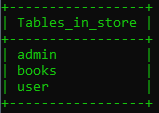 +-----------------+
| Tables_in_store |
+-----------------+
| admin           |
| books           |
| user            |
+-----------------+